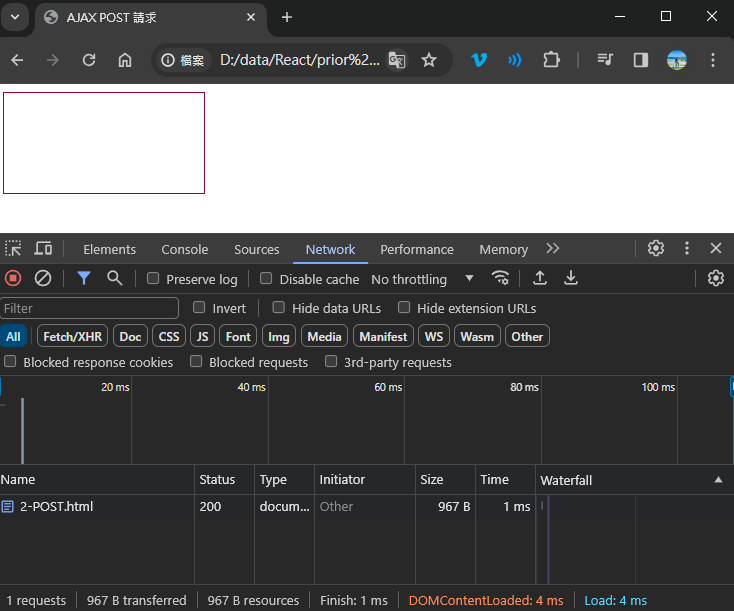 AJAX POST 請求
檔案 D:/data/React/prior%2...
Elements Console Sources Network Performance Memory
Preserve log Disable cache No throttling
Filter Invert Hide data URLs Hide extension URLs
All Fetch/XHR Doc CSS JS Font Img Media Manifest WS Wasm Other
Blocked response cookies Blocked requests 3rd-party requests
20 ms 40 ms 60 ms 80 ms 100 ms
Name Status Type Initiator Size Time Waterfall
2-POST.html 200 docum... Other 967 B 1 ms
1 requests 967 B transferred 967 B resources Finish: 1 ms DOMContentLoaded: 4 ms Load: 4 ms